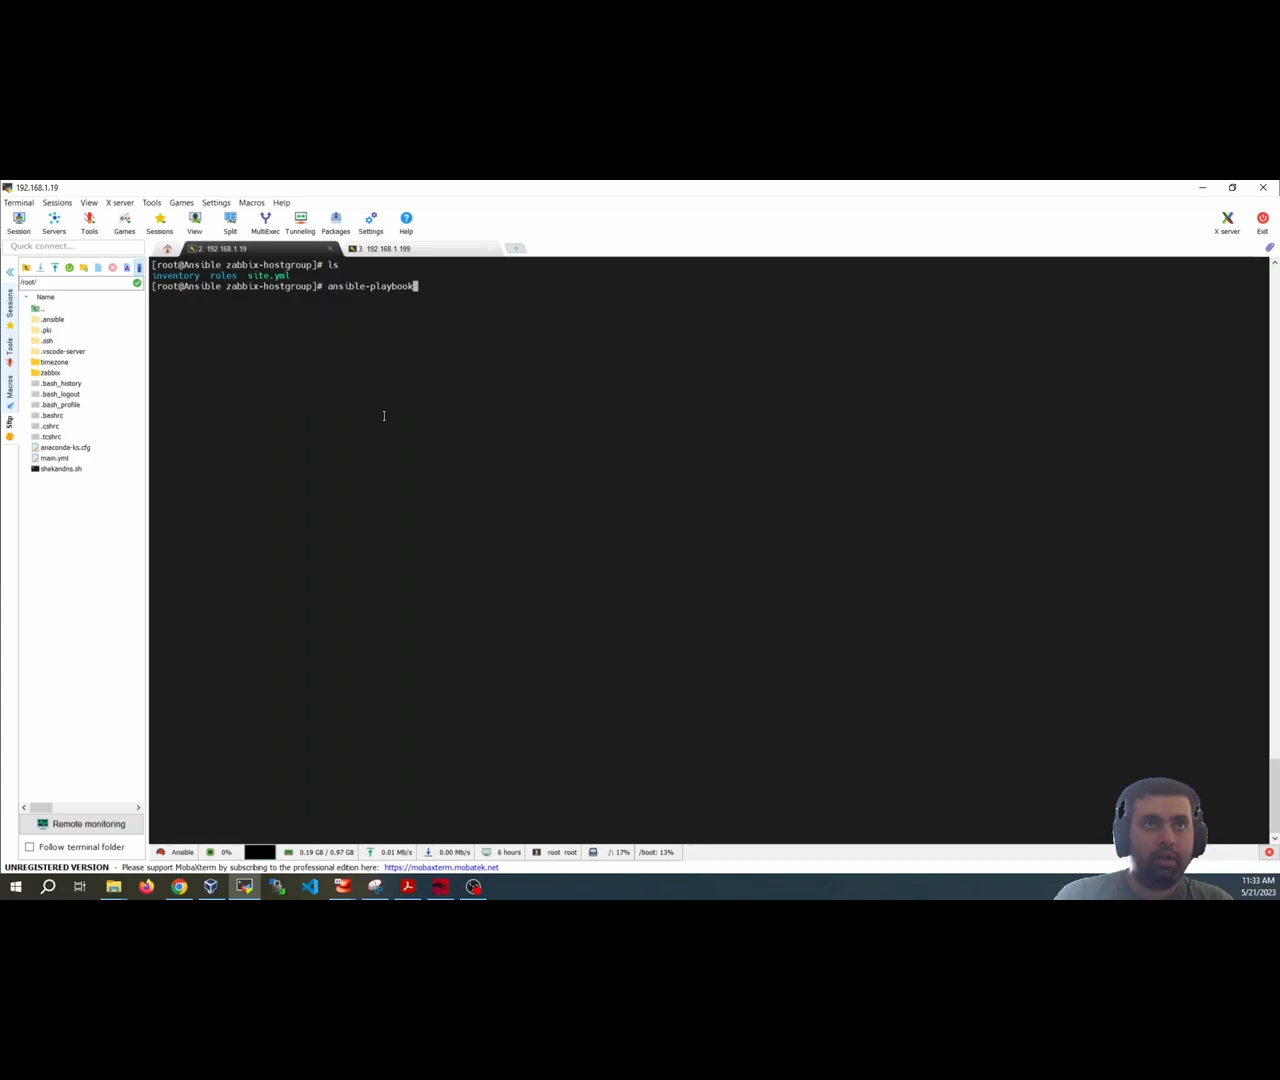 192.168.1.19
Terminal Sessions View X server Tools Games Settings Macros Help
Session Servers Tools Games Sessions View Split MultiExec Tunneling Packages Settings Help X server Exit
Quick connect...
2. 192.168.1.19
3. 192.168.1.199
/root/
Name
..
.ansible
.pki
.ssh
.vscode-server
timezone
zabbix
.bash_history
.bash_logout
.bash_profile
.bashrc
.cshrc
.tcshrc
anaconda-ks.cfg
main.yml
shekandns.sh
Sessions
Tools
Macros
Sftp
[root@Ansible zabbix-hostgroup]# ls
inventory roles site.yml
[root@Ansible zabbix-hostgroup]# ansible-playbook
Remote monitoring
Follow terminal folder
Ansible 0% 0.19 GB / 0.97 GB 0.01 Mb/s 0.00 Mb/s 6 hours root root /: 17% /boot: 13%
UNREGISTERED VERSION - Please support MobaXterm by subscribing to the professional edition here: https://mobaxterm.mobatek.net
11:33 AM
5/21/2023